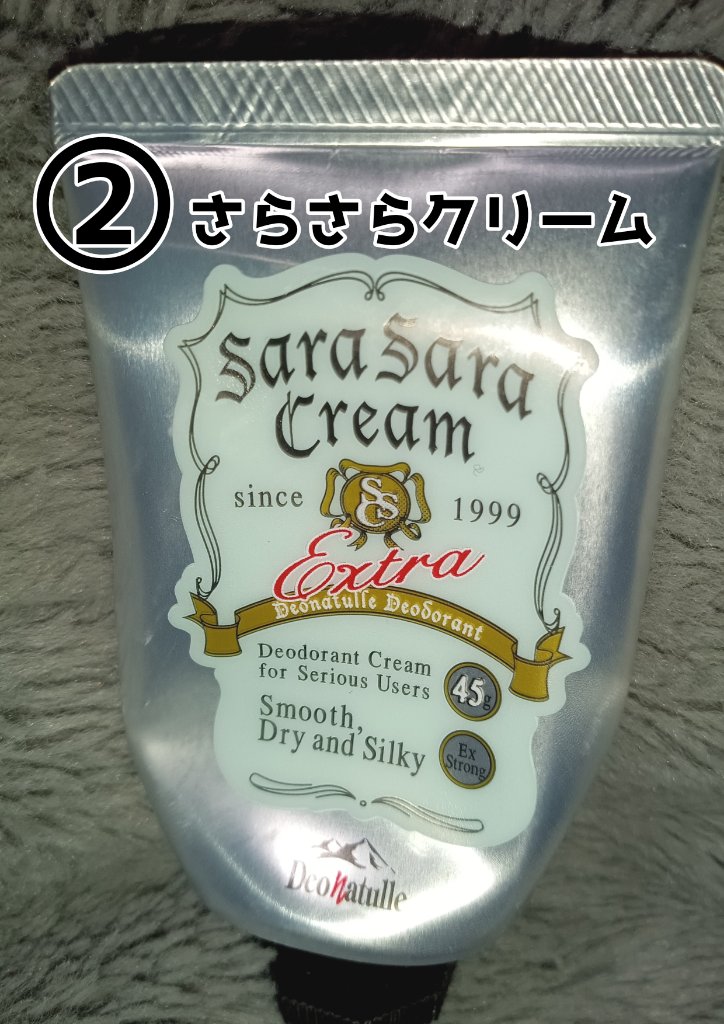 ② さらさらクリーム
Sara Sara
Cream
since SSC 1999
Extra
Deonatulle Deodorant
Deodorant Cream
for Serious Users
45g
Smooth,
Dry and Silky
Ex
Strong
DeoNatulle